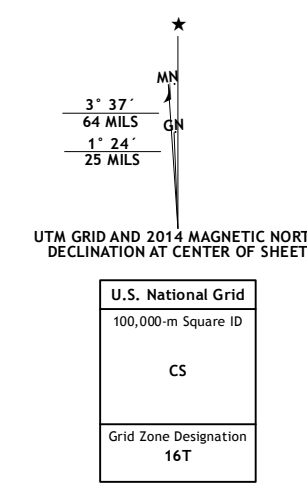 ★
MN
3° 37´
64 MILS
GN
1° 24´
25 MILS
UTM GRID AND 2014 MAGNETIC NORT
DECLINATION AT CENTER OF SHEET
U.S. National Grid
100,000-m Square ID
CS
Grid Zone Designation
16T